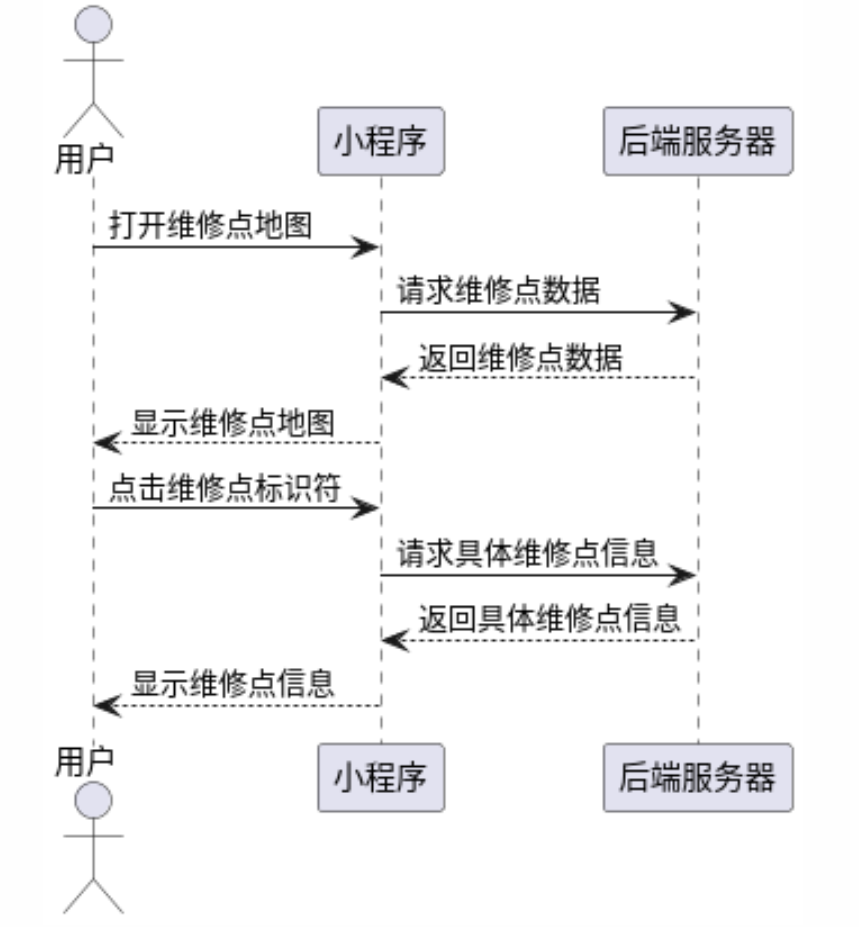 用户
小程序
后端服务器
打开维修点地图
请求维修点数据
返回维修点数据
显示维修点地图
点击维修点标识符
请求具体维修点信息
返回具体维修点信息
显示维修点信息
用户
小程序
后端服务器